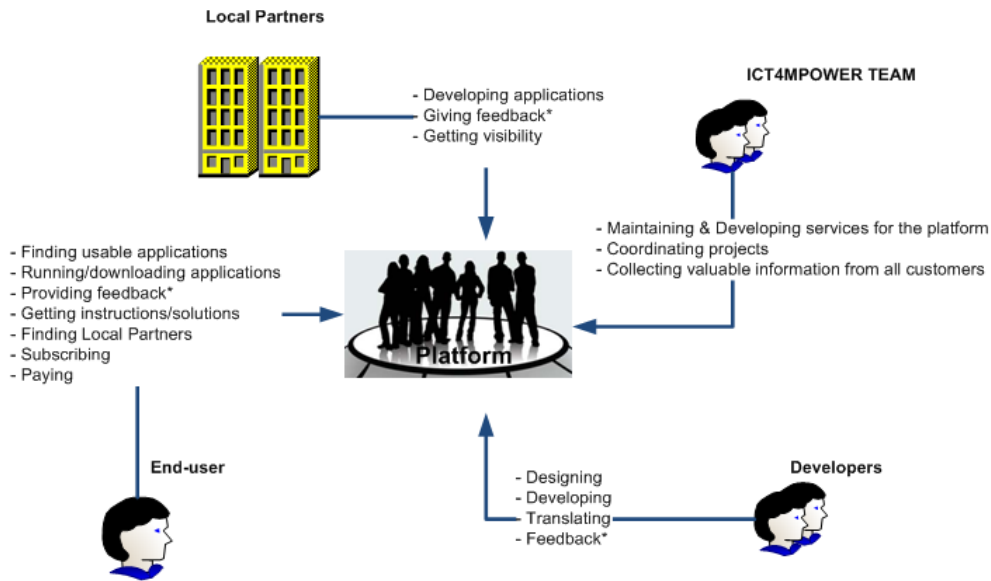 Local Partners
ICT4MPOWER TEAM
- Developing applications
- Giving feedback*
- Getting visibility
- Maintaining & Developing services for the platform
- Coordinating projects
- Collecting valuable information from all customers
- Finding usable applications
- Running/downloading applications
- Providing feedback*
- Getting instructions/solutions
- Finding Local Partners
- Subscribing
- Paying
Platform
End-user
Developers
- Designing
- Developing
- Translating
- Feedback*